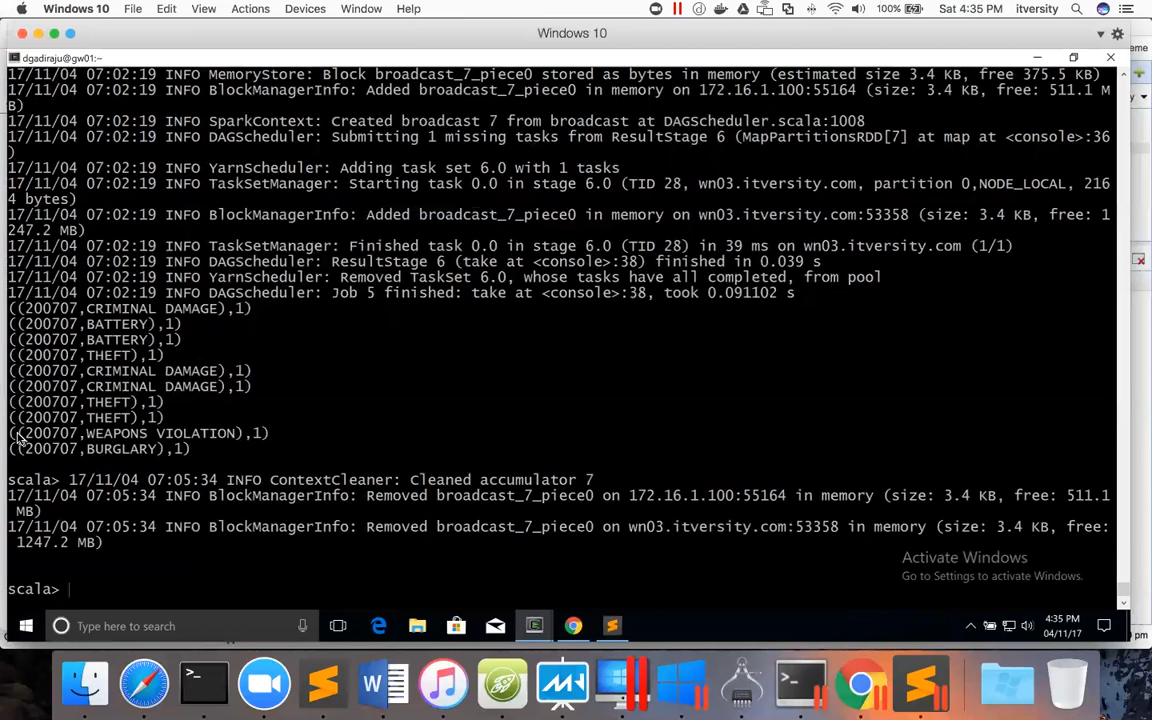 Windows 10 File Edit View Actions Devices Window Help 100% Sat 4:35 PM itversity
Windows 10
dgadiraju@gw01:~
17/11/04 07:02:19 INFO MemoryStore: Block broadcast_7_piece0 stored as bytes in memory (estimated size 3.4 KB, free 375.5 KB)
17/11/04 07:02:19 INFO BlockManagerInfo: Added broadcast_7_piece0 in memory on 172.16.1.100:55164 (size: 3.4 KB, free: 511.1 M
B)
17/11/04 07:02:19 INFO SparkContext: Created broadcast 7 from broadcast at DAGScheduler.scala:1008
17/11/04 07:02:19 INFO DAGScheduler: Submitting 1 missing tasks from ResultStage 6 (MapPartitionsRDD[7] at map at <console>:36
)
17/11/04 07:02:19 INFO YarnScheduler: Adding task set 6.0 with 1 tasks
17/11/04 07:02:19 INFO TaskSetManager: Starting task 0.0 in stage 6.0 (TID 28, wn03.itversity.com, partition 0,NODE_LOCAL, 216
4 bytes)
17/11/04 07:02:19 INFO BlockManagerInfo: Added broadcast_7_piece0 in memory on wn03.itversity.com:53358 (size: 3.4 KB, free: 1
247.2 MB)
17/11/04 07:02:19 INFO TaskSetManager: Finished task 0.0 in stage 6.0 (TID 28) in 39 ms on wn03.itversity.com (1/1)
17/11/04 07:02:19 INFO DAGScheduler: ResultStage 6 (take at <console>:38) finished in 0.039 s
17/11/04 07:02:19 INFO YarnScheduler: Removed TaskSet 6.0, whose tasks have all completed, from pool
17/11/04 07:02:19 INFO DAGScheduler: Job 5 finished: take at <console>:38, took 0.091102 s
((200707,CRIMINAL DAMAGE),1)
((200707,BATTERY),1)
((200707,BATTERY),1)
((200707,THEFT),1)
((200707,CRIMINAL DAMAGE),1)
((200707,CRIMINAL DAMAGE),1)
((200707,THEFT),1)
((200707,THEFT),1)
((200707,WEAPONS VIOLATION),1)
((200707,BURGLARY),1)
scala> 17/11/04 07:05:34 INFO ContextCleaner: Cleaned accumulator 7
17/11/04 07:05:34 INFO BlockManagerInfo: Removed broadcast_7_piece0 on 172.16.1.100:55164 in memory (size: 3.4 KB, free: 511.1
MB)
17/11/04 07:05:34 INFO BlockManagerInfo: Removed broadcast_7_piece0 on wn03.itversity.com:53358 in memory (size: 3.4 KB, free:
1247.2 MB)
Activate Windows
Go to Settings to activate Windows.
scala>
Type here to search
4:35 PM
04/11/17